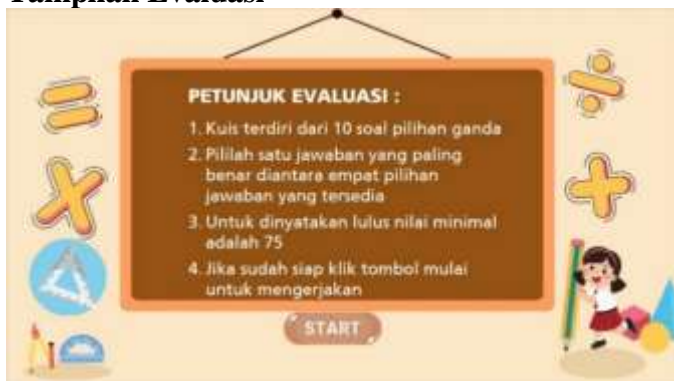 Tampilan Evaluasi
PETUNJUK EVALUASI :
1. Kuis terdiri dari 10 soal pilihan ganda
2. Pililah satu jawaban yang paling
benar diantara empat pilihan
jawaban yang tersedia
3. Untuk dinyatakan lulus nilai minimal
adalah 75
4. Jika sudah siap klik tombol mulai
untuk mengerjakan
START